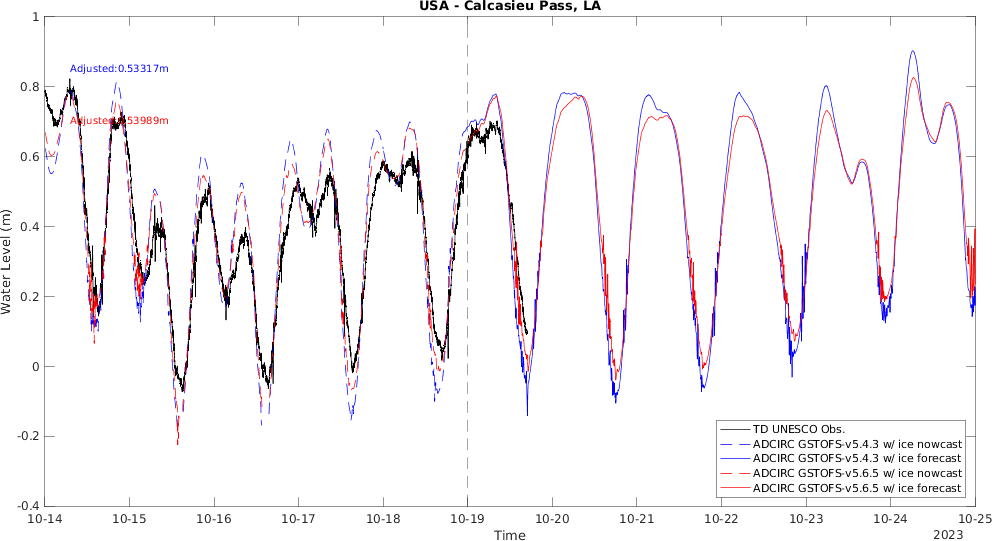 USA - Calcasieu Pass, LA
1
0.8
0.6
0.4
0.2
0
-0.2
-0.4
Water Level (m)
Adjusted:0.53317m
Adjusted:0.53989m
TD UNESCO Obs.
ADCIRC GSTOFS-v5.4.3 w/ ice nowcast
ADCIRC GSTOFS-v5.4.3 w/ ice forecast
ADCIRC GSTOFS-v5.6.5 w/ ice nowcast
ADCIRC GSTOFS-v5.6.5 w/ ice forecast
10-14 10-15 10-16 10-17 10-18 10-19 10-20 10-21 10-22 10-23 10-24 10-25
Time
2023